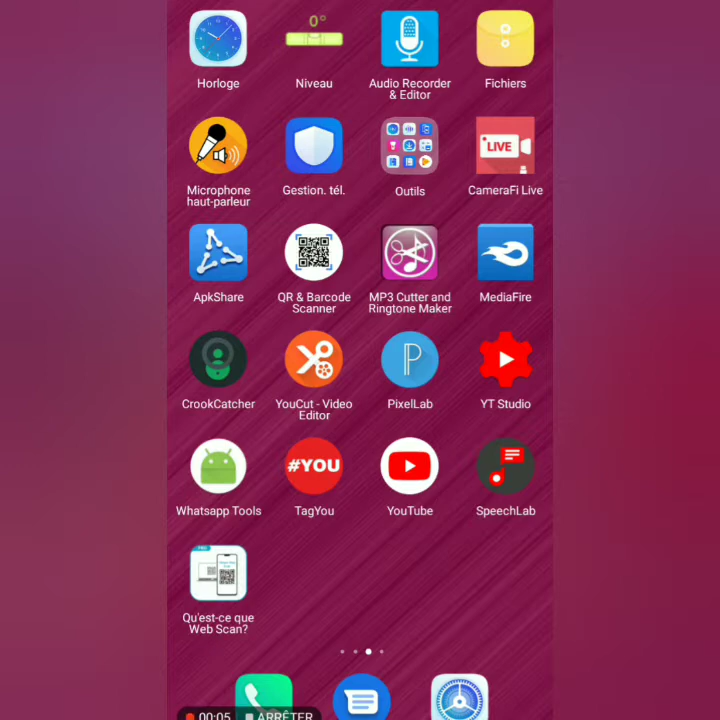 0°
Horloge
Niveau
Audio Recorder
& Editor
Fichiers
LIVE
Microphone
haut-parleur
Gestion. tél.
Outils
CameraFi Live
ApkShare
QR & Barcode
Scanner
MP3 Cutter and
Ringtone Maker
MediaFire
CrookCatcher
YouCut - Video
Editor
PixelLab
YT Studio
#YOU
Whatsapp Tools
TagYou
YouTube
SpeechLab
PRO
Qu'est-ce que
Web Scan?
00:05
ARRÊTER